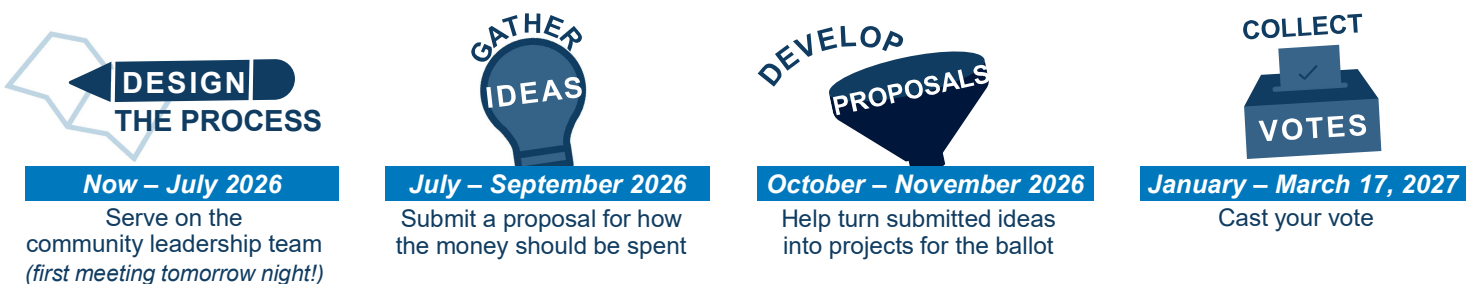 DESIGN
THE PROCESS
Now – July 2026
Serve on the
community leadership team
(first meeting tomorrow night!)
GATHER
IDEAS
July – September 2026
Submit a proposal for how
the money should be spent
DEVELOP
PROPOSALS
October – November 2026
Help turn submitted ideas
into projects for the ballot
COLLECT
VOTES
January – March 17, 2027
Cast your vote